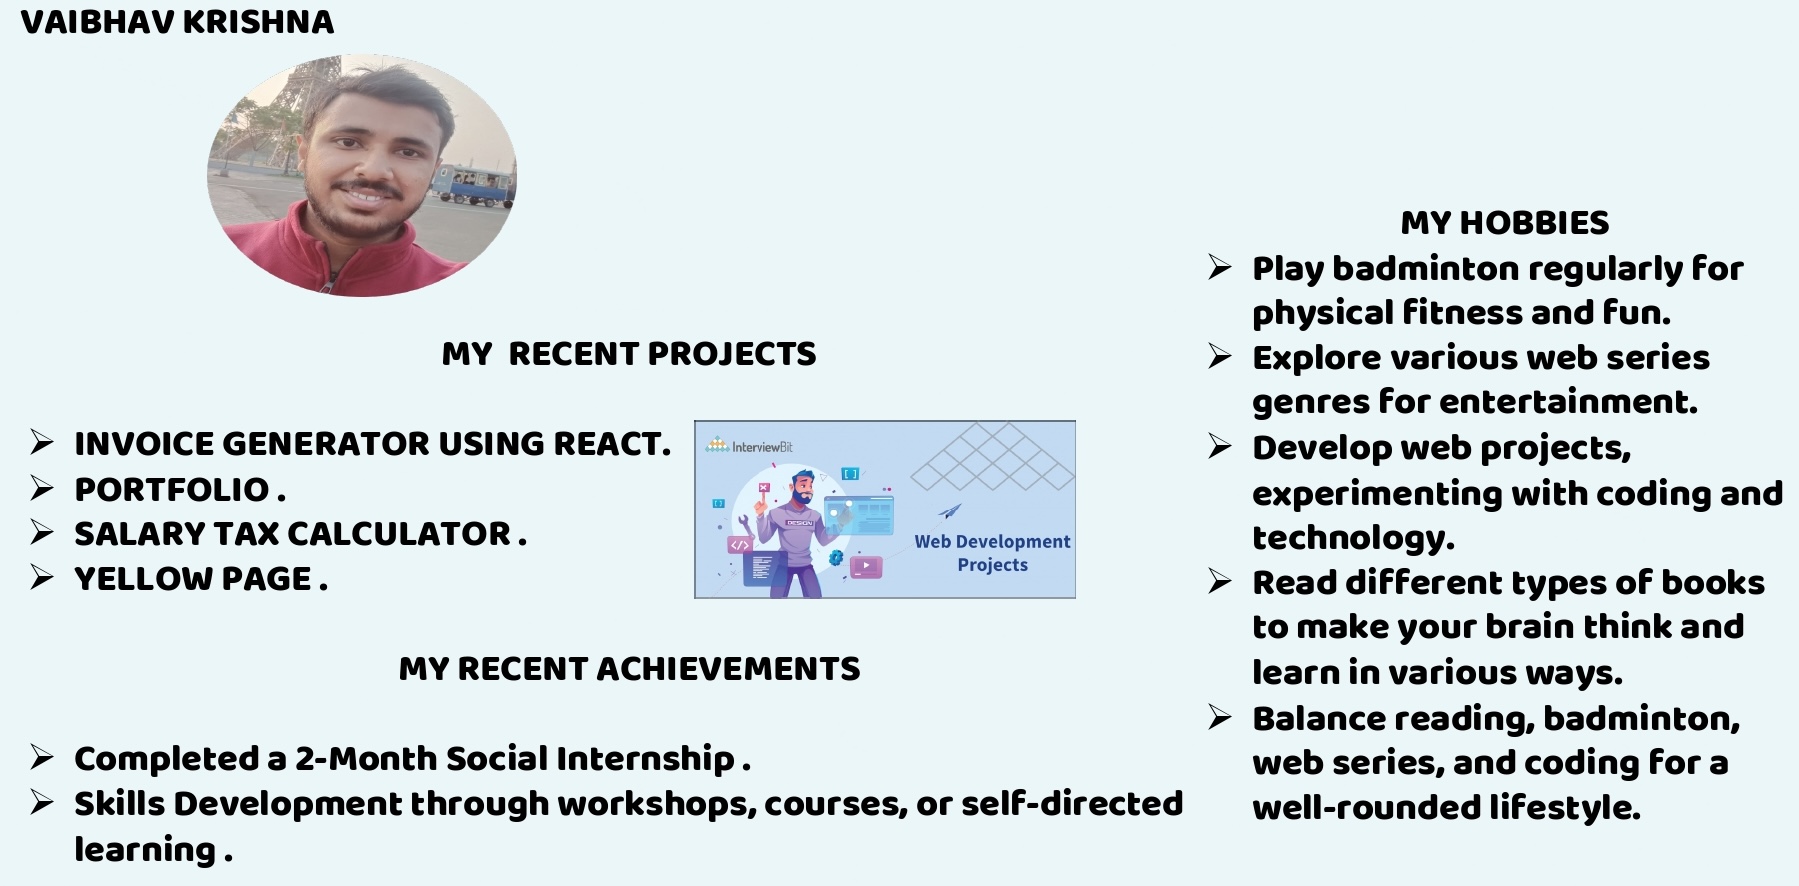 VAIBHAV KRISHNA
MY RECENT PROJECTS
INVOICE GENERATOR USING REACT.
PORTFOLIO .
SALARY TAX CALCULATOR .
YELLOW PAGE .
InterviewBit
[ ]
[ ]
DESIGN
</>
Web Development
Projects
MY RECENT ACHIEVEMENTS
Completed a 2-Month Social Internship .
Skills Development through workshops, courses, or self-directed
learning .
MY HOBBIES
Play badminton regularly for
physical fitness and fun.
Explore various web series
genres for entertainment.
Develop web projects,
experimenting with coding and
technology.
Read different types of books
to make your brain think and
learn in various ways.
Balance reading, badminton,
web series, and coding for a
well-rounded lifestyle.